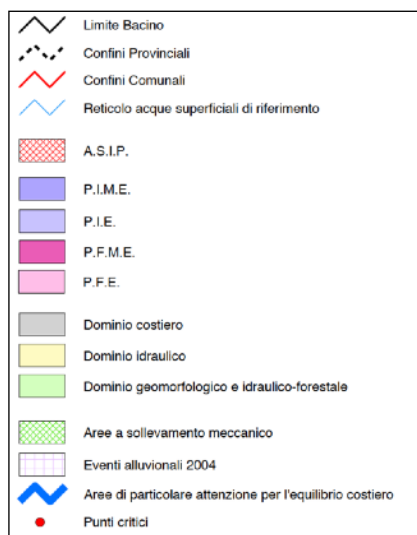 Limite Bacino
Confini Provinciali
Confini Comunali
Reticolo acque superficiali di riferimento
A.S.I.P.
P.I.M.E.
P.I.E.
P.F.M.E.
P.F.E.
Dominio costiero
Dominio idraulico
Dominio geomorfologico e idraulico-forestale
Aree a sollevamento meccanico
Eventi alluvionali 2004
Aree di particolare attenzione per l'equilibrio costiero
Punti critici